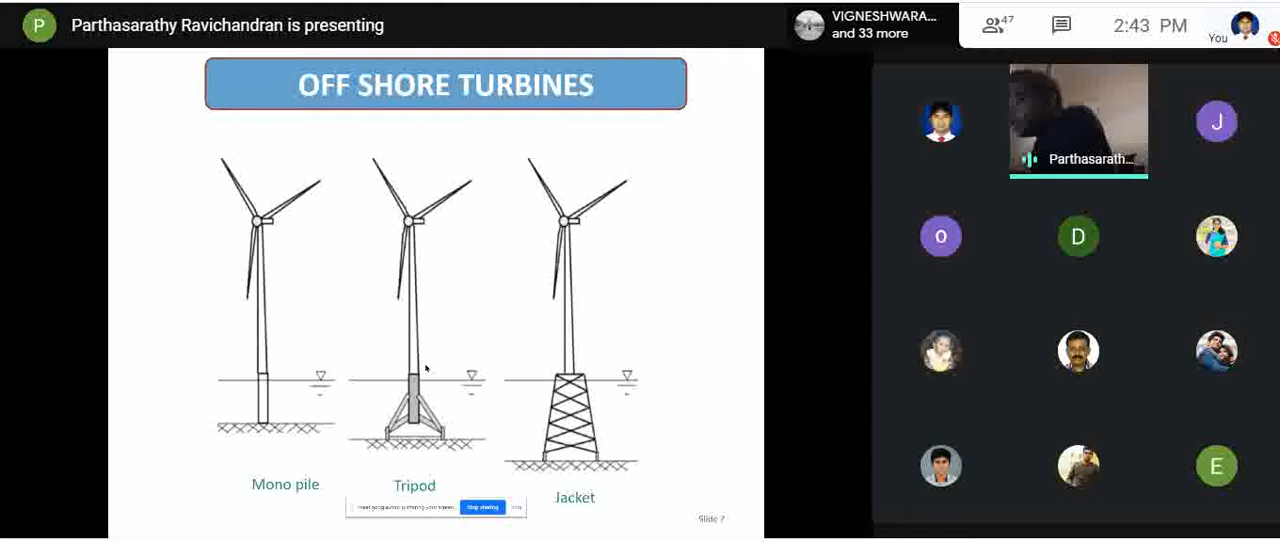 P
Parthasarathy Ravichandran is presenting
VIGNESHWARA...
and 33 more
47
2:43 PM
You
OFF SHORE TURBINES
J
Parthasarath...
O
D
E
Mono pile
Tripod
Jacket
Stop sharing
Slide 7